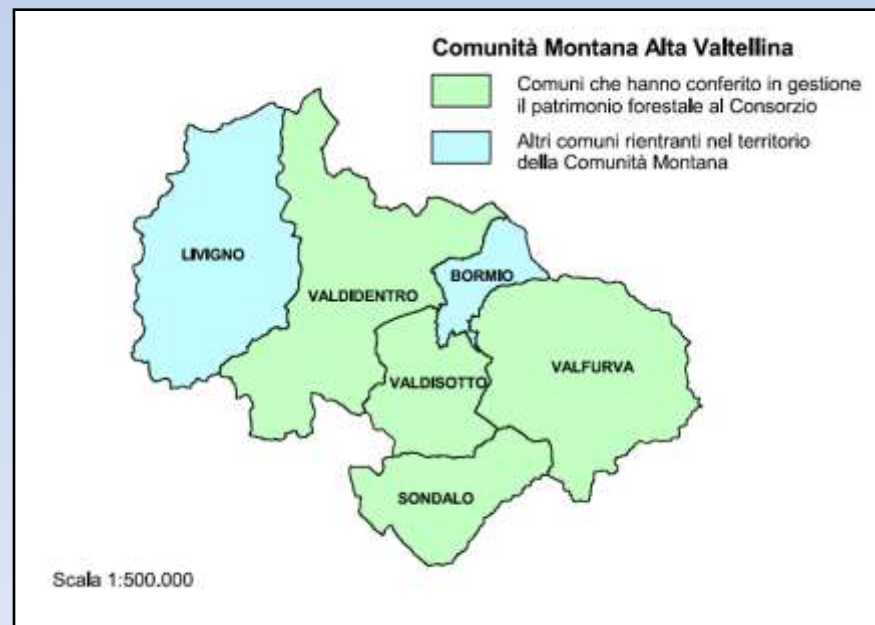 Comunità Montana Alta Valtellina
Comuni che hanno conferito in gestione
il patrimonio forestale al Consorzio
Altri comuni rientranti nel territorio
della Comunità Montana
LIVIGNO
BORMIO
VALDIDENTRO
VALFURVA
VALDISOTTO
SONDALO
Scala 1:500.000